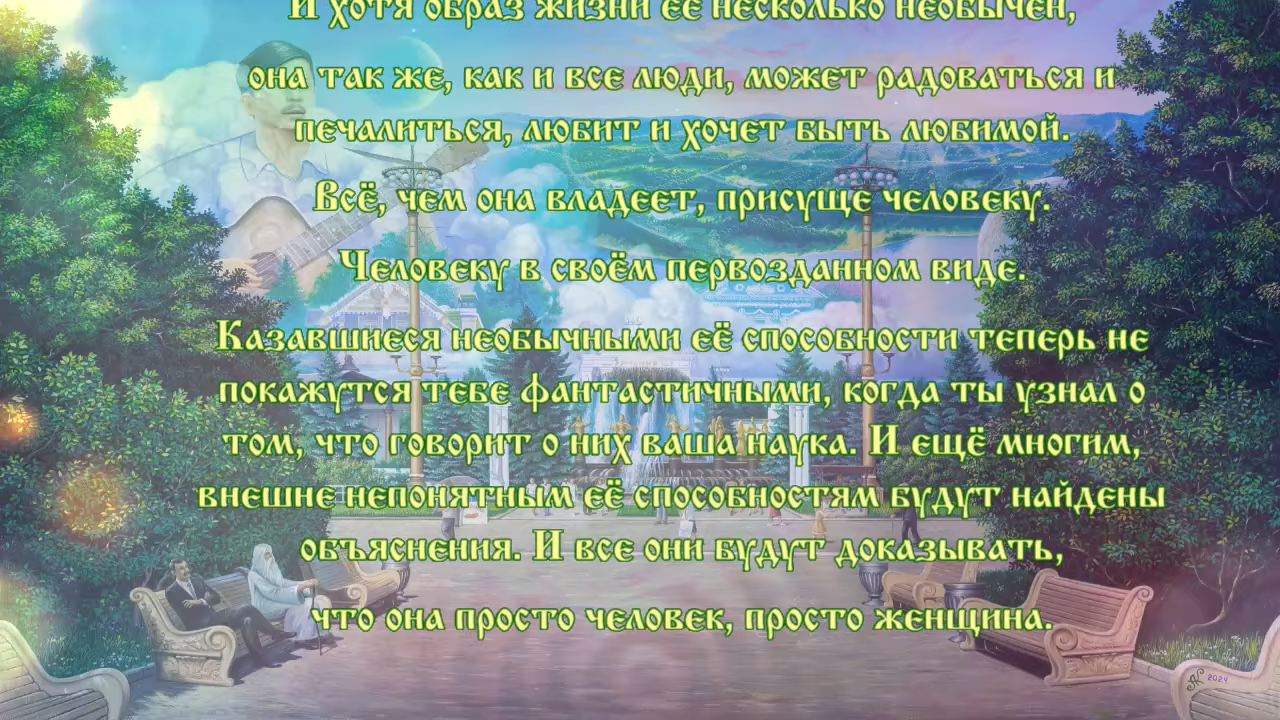 И хотя образ жизни её несколько необычен,
она так же, как и все люди, может радоваться и
печалиться, любит и хочет быть любимой.
Всё, чем она владеет, присуще человеку.
Человеку в своём первозданном виде.
Казавшиеся необычными её способности теперь не
покажутся тебе фантастичными, когда ты узнал о
том, что говорит о них ваша наука. И ещё многим,
внешне непонятным её способностям будут найдены
объяснения. И все они будут доказывать,
что она просто человек, просто женщина.
2024